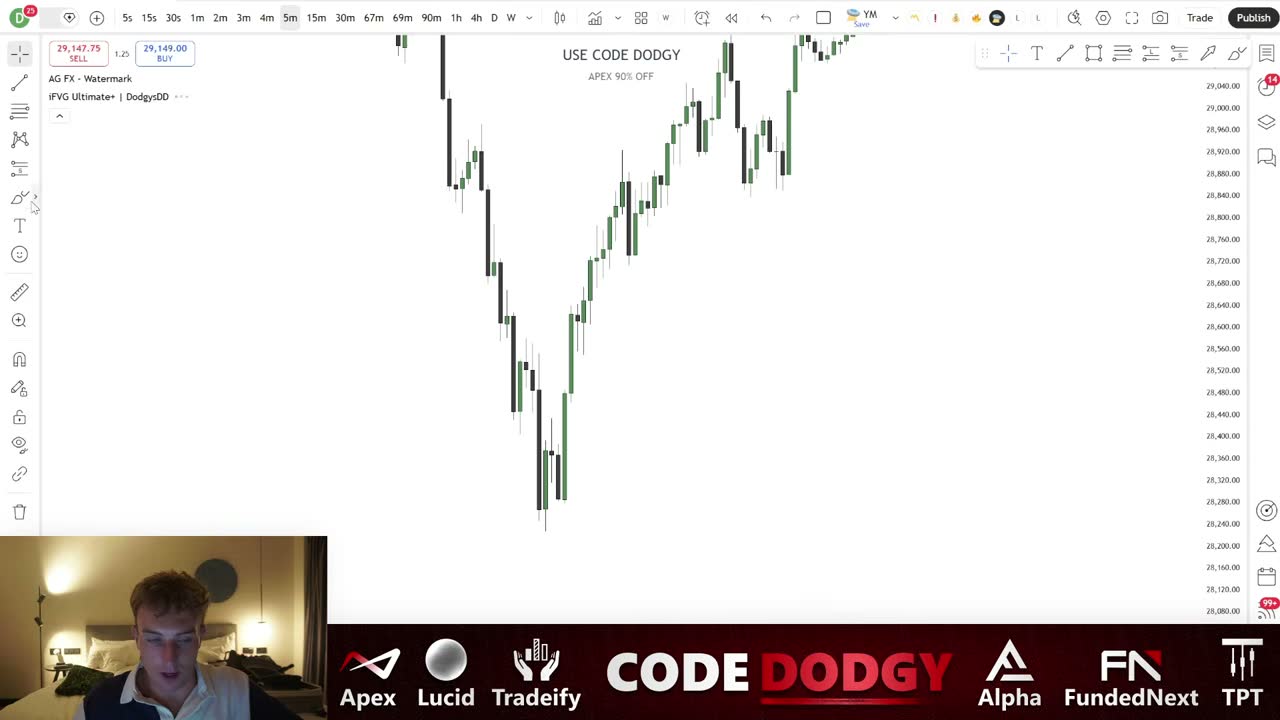 D
25
5s 15s 30s 1m 2m 3m 4m 5m 15m 30m 67m 69m 90m 1h 4h D W
W
YM
Save
L L
Trade
Publish
29,147.75
SELL
1.25
29,149.00
BUY
USE CODE DODGY
APEX 90% OFF
AG FX - Watermark
iFVG Ultimate+ | DodgysDD
T
T
14
29,040.00
29,000.00
28,960.00
28,920.00
28,880.00
28,840.00
28,800.00
28,760.00
28,720.00
28,680.00
28,640.00
28,600.00
28,560.00
28,520.00
28,480.00
28,440.00
28,400.00
28,360.00
28,320.00
28,280.00
28,240.00
28,200.00
28,160.00
28,120.00
28,080.00
99+
CODE DODGY
Apex Lucid Tradeify Alpha FundedNext TPT